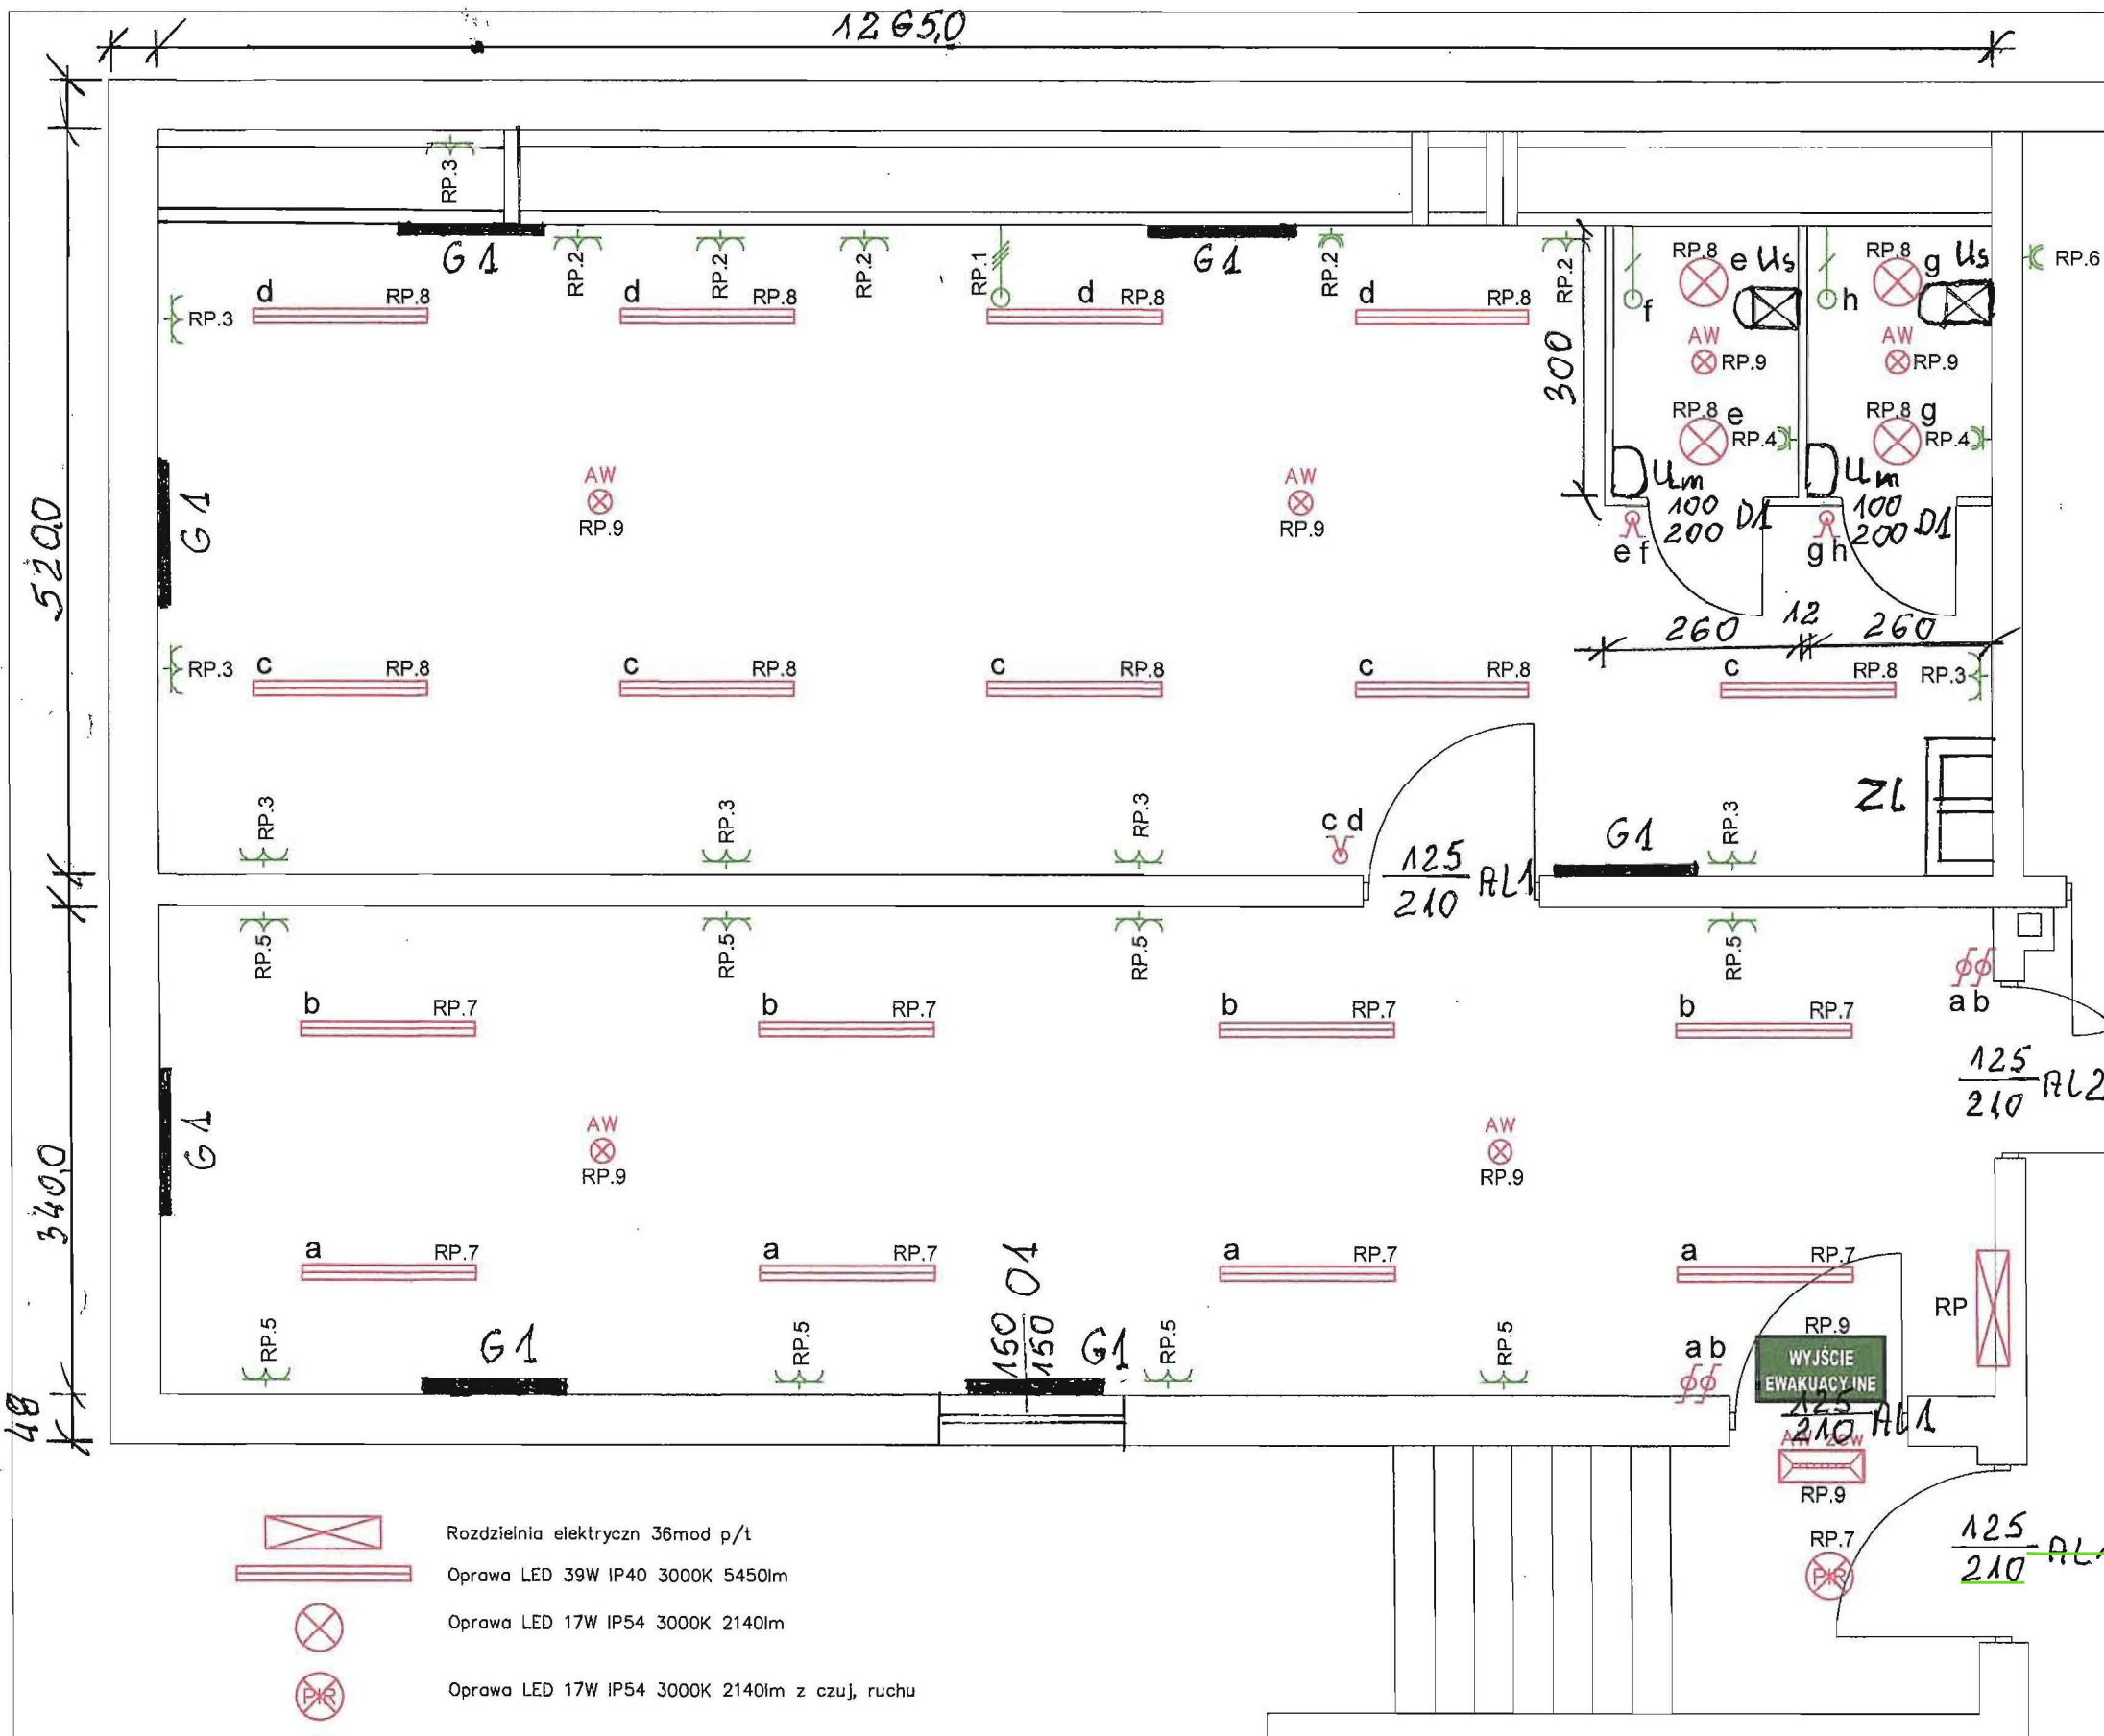 12650
RP.3
G1
RP.2
RP.2
RP.2
RP.1
G1
RP.2
RP.2
RP.8
e
Us
RP.8
g
Us
RP.6
f
h
RP.3
d
RP.8
d
RP.8
d
RP.8
d
RP.8
300
AW
RP.9
AW
RP.9
RP.8
e
RP.4
RP.8
g
RP.4
G1
AW
RP.9
AW
RP.9
Um
100
200
D1
Um
100
200
D1
e f
g h
5200
260
12
260
RP.3
c
RP.8
c
RP.8
c
RP.8
c
RP.8
c
RP.8
RP.3
ZL
RP.3
RP.3
RP.3
c d
G1
RP.3
125
210
AL1
RP.5
RP.5
RP.5
RP.5
a b
b
RP.7
b
RP.7
b
RP.7
b
RP.7
125
210
AL2
G1
AW
RP.9
AW
RP.9
3400
a
RP.7
a
RP.7
a
RP.7
a
RP.7
RP
RP.5
G1
RP.5
150
150
O1
G1
RP.5
RP.5
a b
RP.9
WYJŚCIE
EWAKUACYJNE
48
125
210
AL1
AW zew
RP.9
RP.7
PIR
125
210
Rozdzielnia elektryczn 36mod p/t
Oprawa LED 39W IP40 3000K 5450lm
Oprawa LED 17W IP54 3000K 2140lm
PIR
Oprawa LED 17W IP54 3000K 2140lm z czuj, ruchu